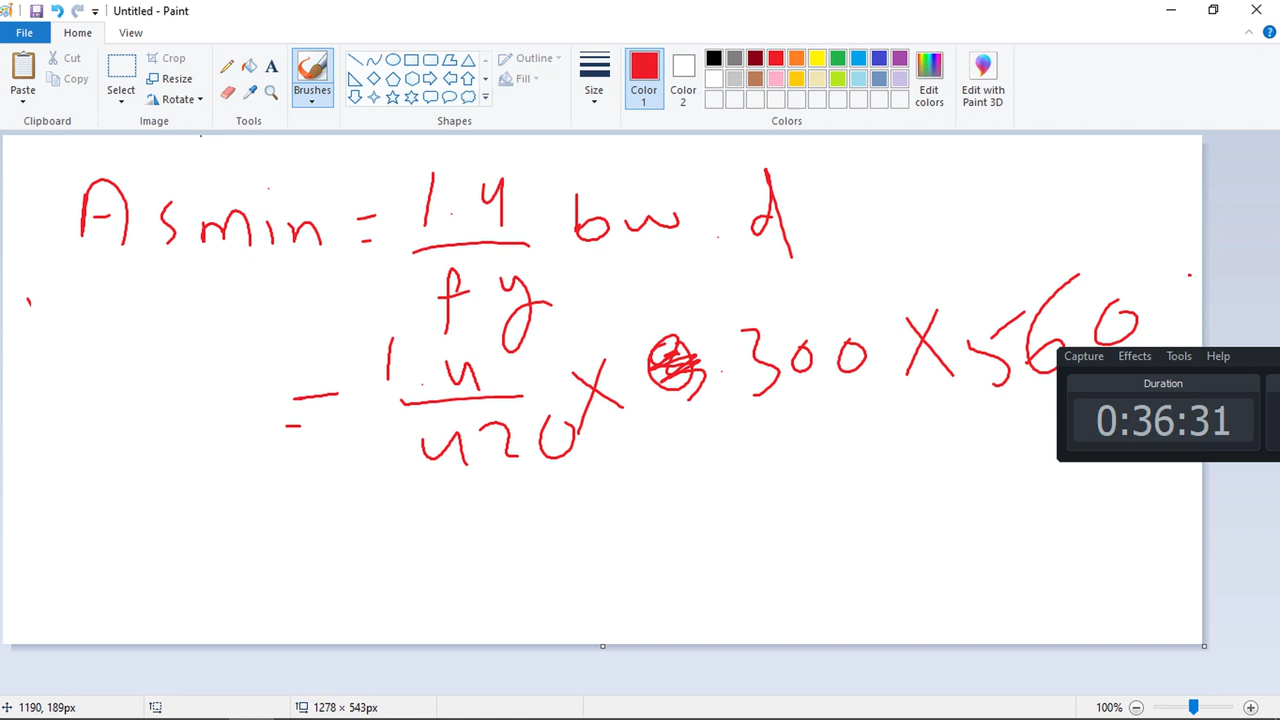 Untitled - Paint
File Home View
Paste
Cut
Copy
Clipboard
Select
Crop
Resize
Rotate
Image
A
Tools
Brushes
Shapes
Outline
Fill
Size
Color 1
Color 2
Colors
Edit colors
Edit with Paint 3D
As min = 1.4 bw. d
fy
= 1.4 X 300 X 560
420
Capture Effects Tools Help
Duration
0:36:31
1190, 189px
1278 × 543px
100%